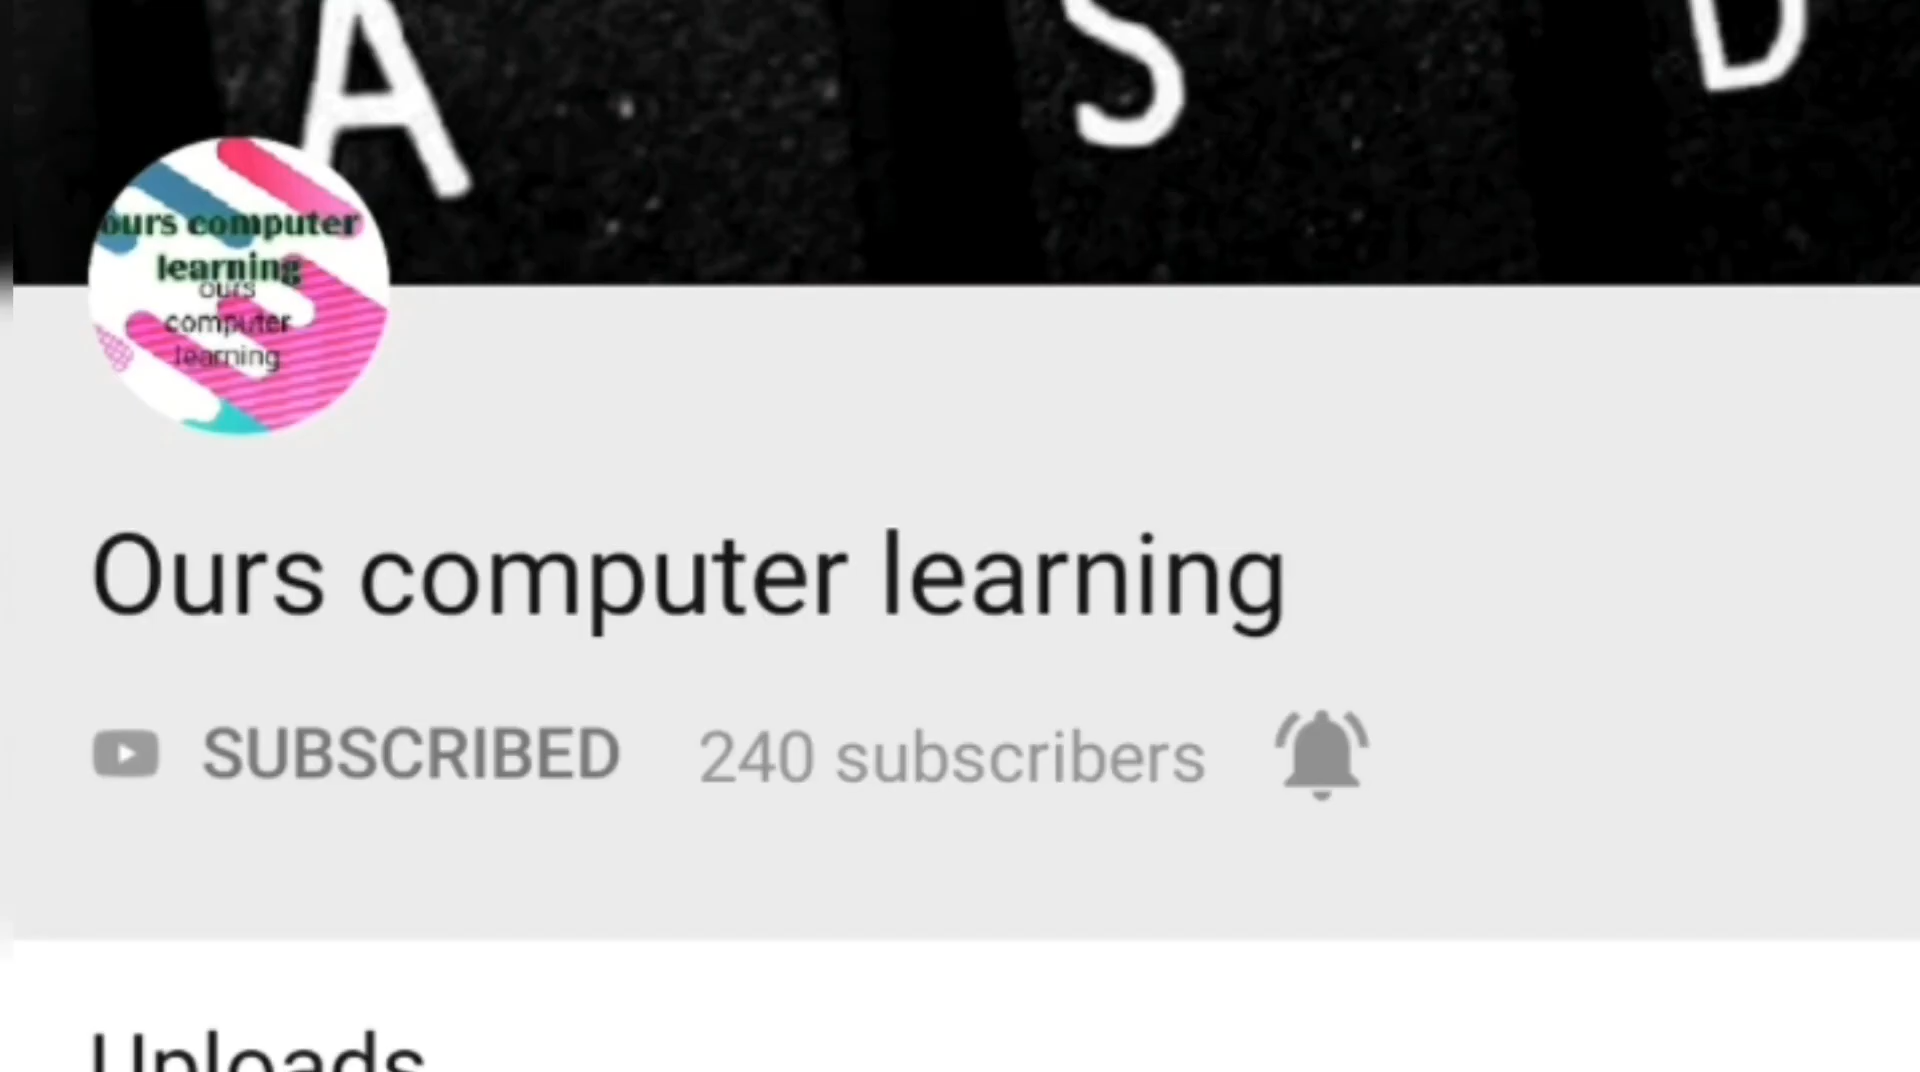 A S D
ours computer
learning
ours
computer
learning
Ours computer learning
SUBSCRIBED 240 subscribers
Uploads